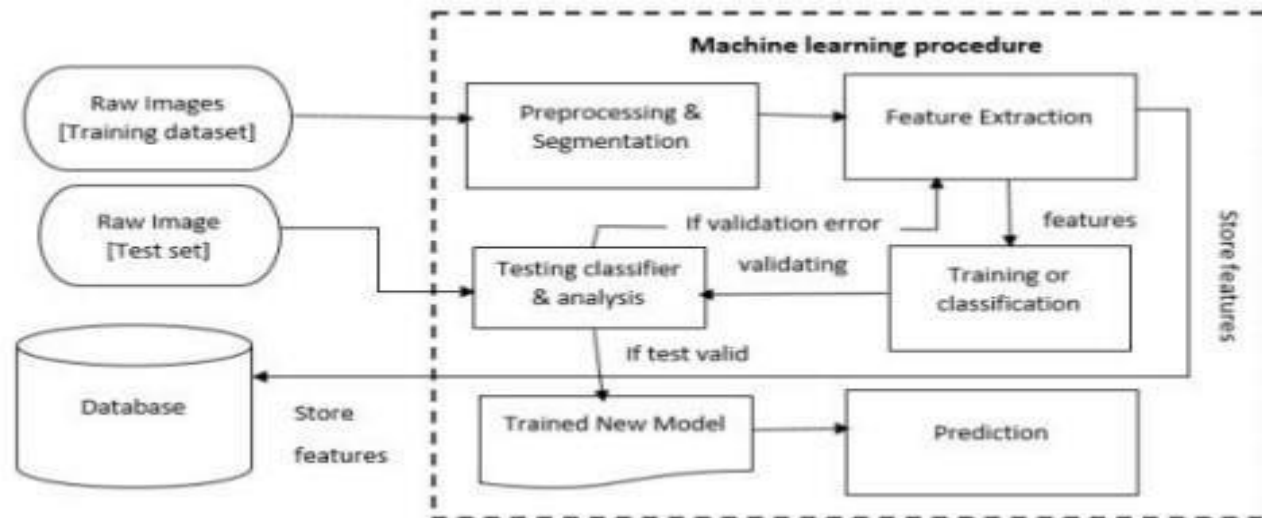 Machine learning procedure
Raw Images
[Training dataset]
Preprocessing &
Segmentation
Feature Extraction
Raw Image
[Test set]
If validation error
features
Store features
Testing classifier
& analysis
validating
Training or
classification
If test valid
Database
Store
features
Trained New Model
Prediction